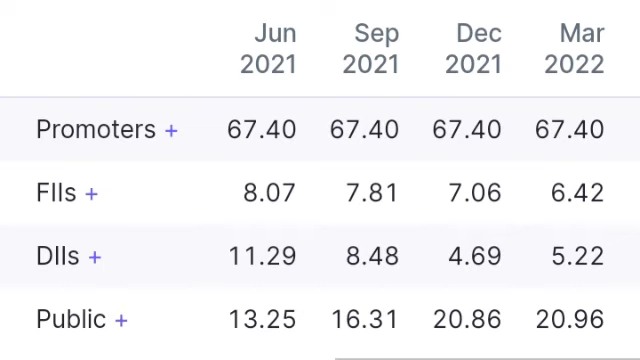 Jun Sep Dec Mar
2021 2021 2021 2022
Promoters + 67.40 67.40 67.40 67.40
FIIs + 8.07 7.81 7.06 6.42
DIIs + 11.29 8.48 4.69 5.22
Public + 13.25 16.31 20.86 20.96